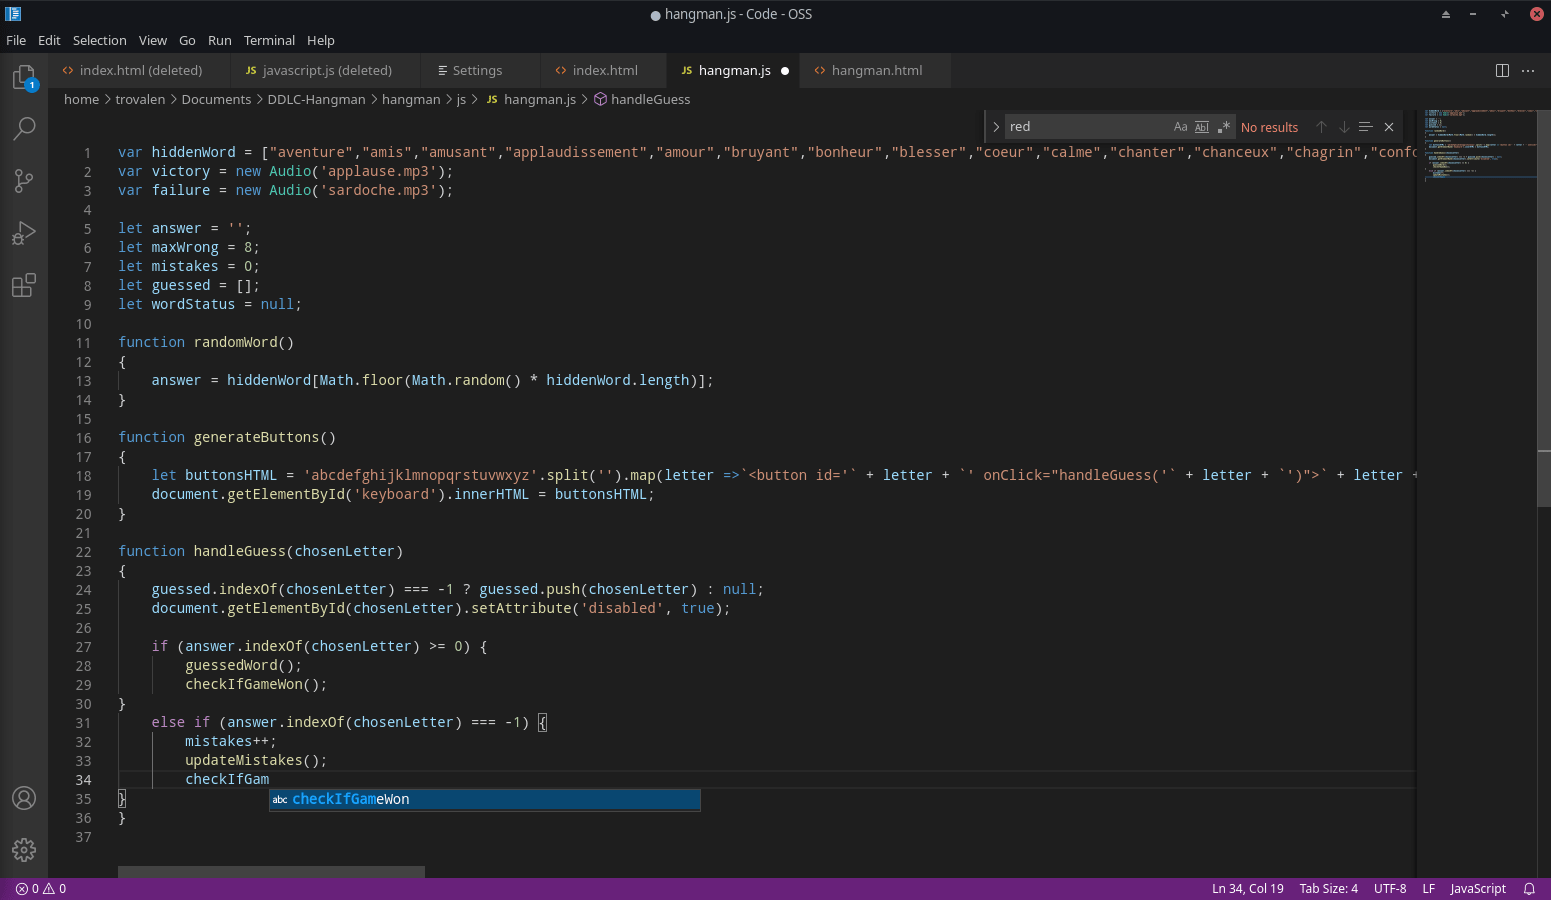 hangman.js - Code - OSS
File Edit Selection View Go Run Terminal Help
1
index.html (deleted) JS javascript.js (deleted) Settings index.html JS hangman.js hangman.html
home > trovalen > Documents > DDLC-Hangman > hangman > js > JS hangman.js > handleGuess
red Aa Abl .* No results
1 var hiddenWord = ["aventure","amis","amusant","applaudissement","amour","bruyant","bonheur","blesser","coeur","calme","chanter","chanceux","chagrin","confo
2 var victory = new Audio('applause.mp3');
3 var failure = new Audio('sardoche.mp3');
4
5 let answer = '';
6 let maxWrong = 8;
7 let mistakes = 0;
8 let guessed = [];
9 let wordStatus = null;
10
11 function randomWord()
12 {
13     answer = hiddenWord[Math.floor(Math.random() * hiddenWord.length)];
14 }
15
16 function generateButtons()
17 {
18     let buttonsHTML = 'abcdefghijklmnopqrstuvwxyz'.split('').map(letter =>`<button id='` + letter + `' onClick="handleGuess('` + letter + `')">` + letter +
19     document.getElementById('keyboard').innerHTML = buttonsHTML;
20 }
21
22 function handleGuess(chosenLetter)
23 {
24     guessed.indexOf(chosenLetter) === -1 ? guessed.push(chosenLetter) : null;
25     document.getElementById(chosenLetter).setAttribute('disabled', true);
26
27     if (answer.indexOf(chosenLetter) >= 0) {
28         guessedWord();
29         checkIfGameWon();
30 }
31     else if (answer.indexOf(chosenLetter) === -1) {
32         mistakes++;
33         updateMistakes();
34         checkIfGam
35 }
abc checkIfGameWon
36 }
37
0 0 Ln 34, Col 19 Tab Size: 4 UTF-8 LF JavaScript